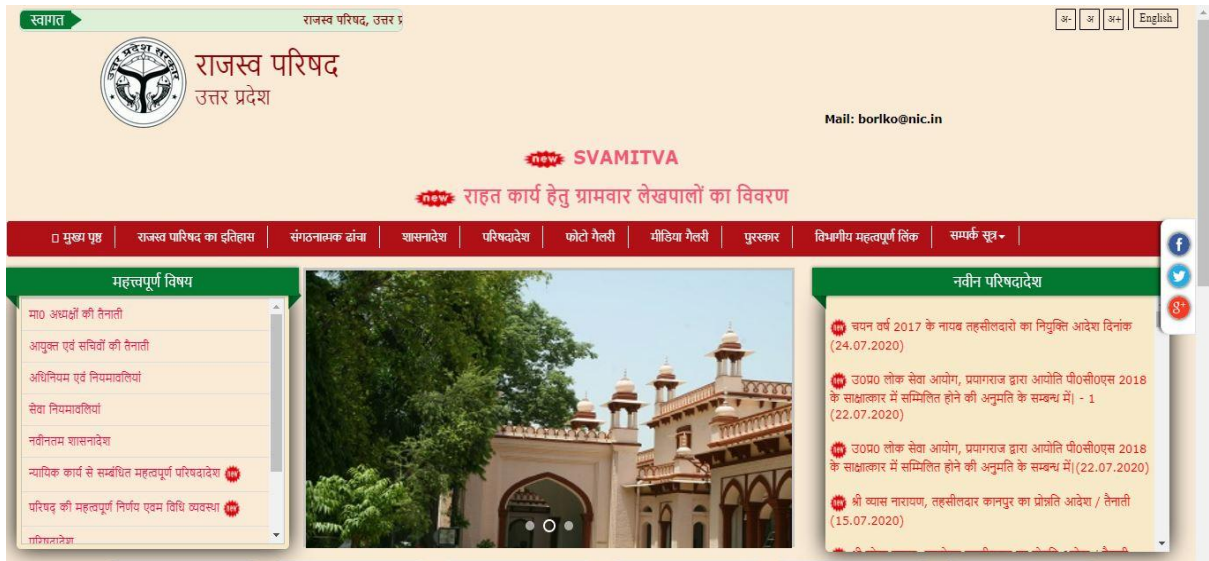 स्वागत
राजस्व परिषद, उत्तर
अ- अ अ+ English
राजस्व परिषद
उत्तर प्रदेश
Mail: borlko@nic.in
new SVAMITVA
new राहत कार्य हेतु ग्रामवार लेखपालों का विवरण
मुख्य पृष्ठ राजस्व पारिषद का इतिहास संगठनात्मक ढांचा शासनादेश परिषदादेश फोटो गैलरी मीडिया गैलरी पुरस्कार विभागीय महत्वपूर्ण लिंक सम्पर्क सूत्र
महत्त्वपूर्ण विषय
मा0 अध्यक्षों की तैनाती
आयुक्त एवं सचिवों की तैनाती
अधिनियम एवं नियमावलियां
सेवा नियमावलियां
नवीनतम शासनादेश
न्यायिक कार्य से सम्बंधित महत्वपूर्ण परिषदादेश
परिषद् की महत्वपूर्ण निर्णय एवम विधि व्यवस्था
परिषदादेश
नवीन परिषदादेश
चयन वर्ष 2017 के नायब तहसीलदारो का नियुक्ति आदेश दिनांक
(24.07.2020)
उ0प्र0 लोक सेवा आयोग, प्रयागराज द्वारा आयोति पी0सी0एस 2018
के साक्षात्कार में सम्मिलित होने की अनुमति के सम्बन्ध में| - 1
(22.07.2020)
उ0प्र0 लोक सेवा आयोग, प्रयागराज द्वारा आयोति पी0सी0एस 2018
के साक्षात्कार में सम्मिलित होने की अनुमति के सम्बन्ध में|(22.07.2020)
श्री व्यास नारायण, तहसीलदार कानपुर का प्रोन्नति आदेश / तैनाती
(15.07.2020)